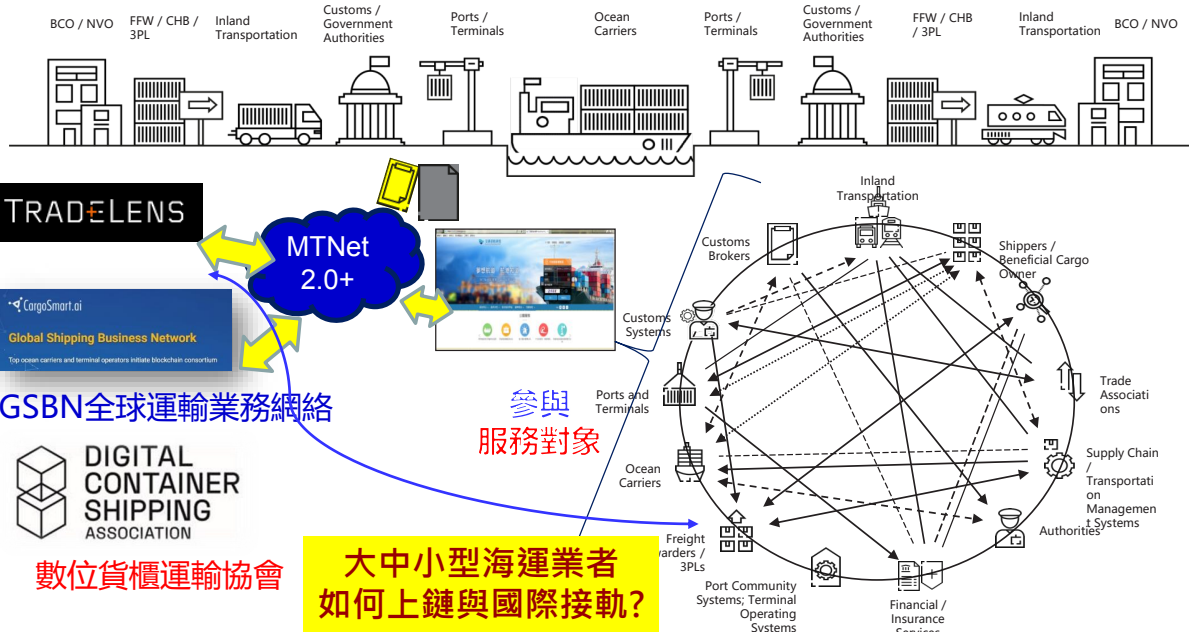 BCO / NVO
FFW / CHB /
3PL
Inland
Transportation
Customs /
Government
Authorities
Ports /
Terminals
Ocean
Carriers
Ports /
Terminals
Customs /
Government
Authorities
FFW / CHB
/ 3PL
Inland
Transportation
BCO / NVO
TRADELENS
MTNet
2.0+
CargoSmart.ai
Global Shipping Business Network
Top ocean carriers and terminal operators initiate blockchain consortium
GSBN全球運輸業務網絡
DIGITAL
CONTAINER
SHIPPING
ASSOCIATION
數位貨櫃運輸協會
參與
服務對象
大中小型海運業者
如何上鏈與國際接軌?
Inland
Transportation
Shippers /
Beneficial Cargo
Owner
Trade
Associati
ons
Supply Chain
/
Transportati
on
Managemen
t Systems
Authorities
Financial /
Insurance
Services
Port Community
Systems; Terminal
Operating
Systems
Freight
warders /
3PLs
Ocean
Carriers
Ports and
Terminals
Customs
Systems
Customs
Brokers